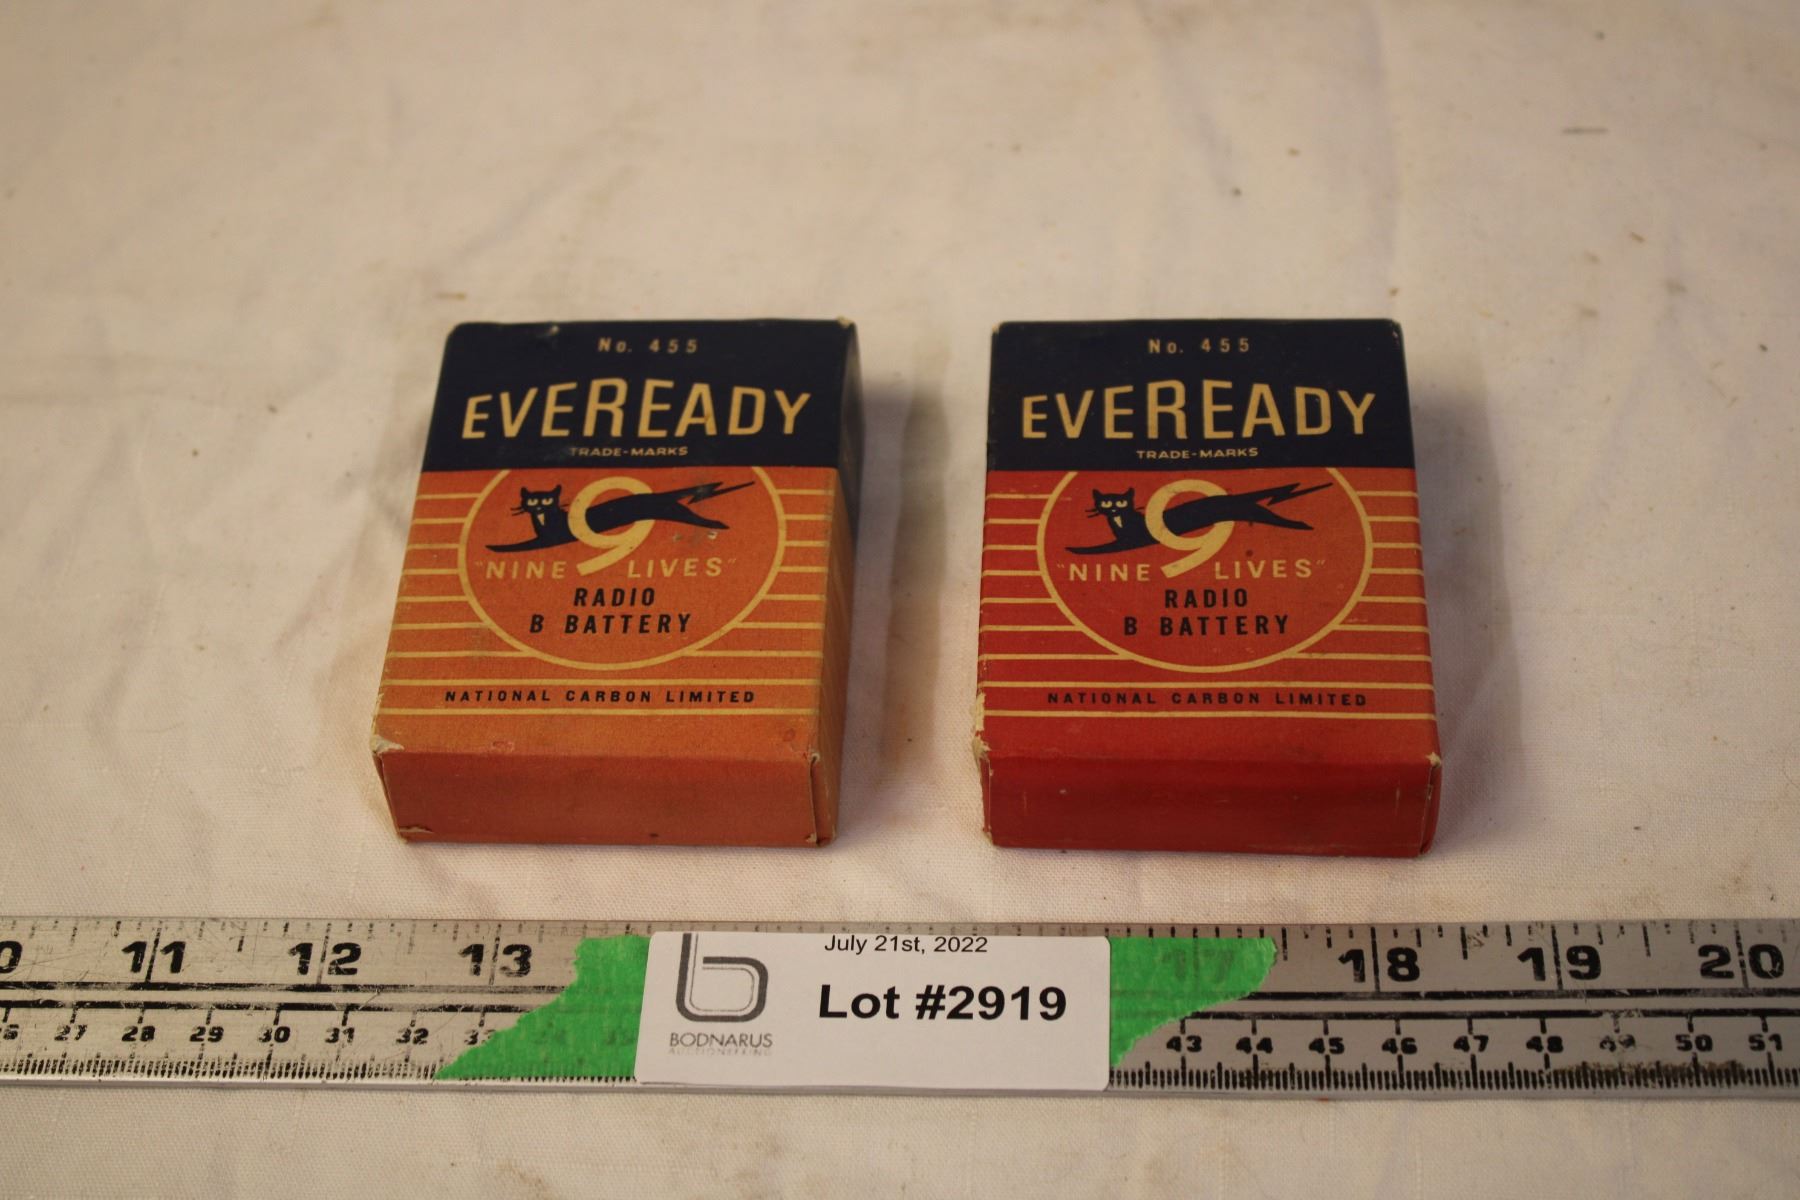 No. 455
EVEREADY
TRADE-MARKS
9
"NINE LIVES"
RADIO
B BATTERY
NATIONAL CARBON LIMITED
No. 455
EVEREADY
TRADE-MARKS
9
"NINE LIVES"
RADIO
B BATTERY
NATIONAL CARBON LIMITED
11 12 13 17 18 19 20
27 28 29 30 31 32 43 44 45 46 47 48 49 50 51
July 21st, 2022
Lot #2919
BODNARUS
AUCTIONEERING